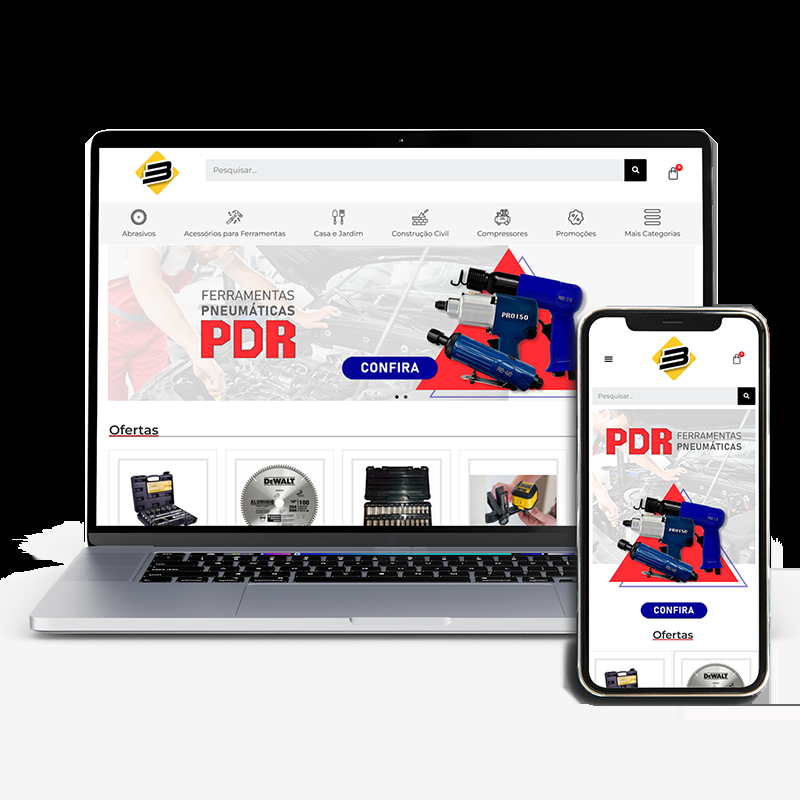 Pesquisar...
Abrasivos
Acessórios para Ferramentas
Casa e Jardim
Construção Civil
Compressores
Promoções
Mais Categorias
FERRAMENTAS
PNEUMÁTICAS
PDR
CONFIRA
PRO150
Ofertas
DEWALT
100
Pesquisar...
PDR
FERRAMENTAS
PNEUMÁTICAS
PRO150
CONFIRA
Ofertas
DEWALT